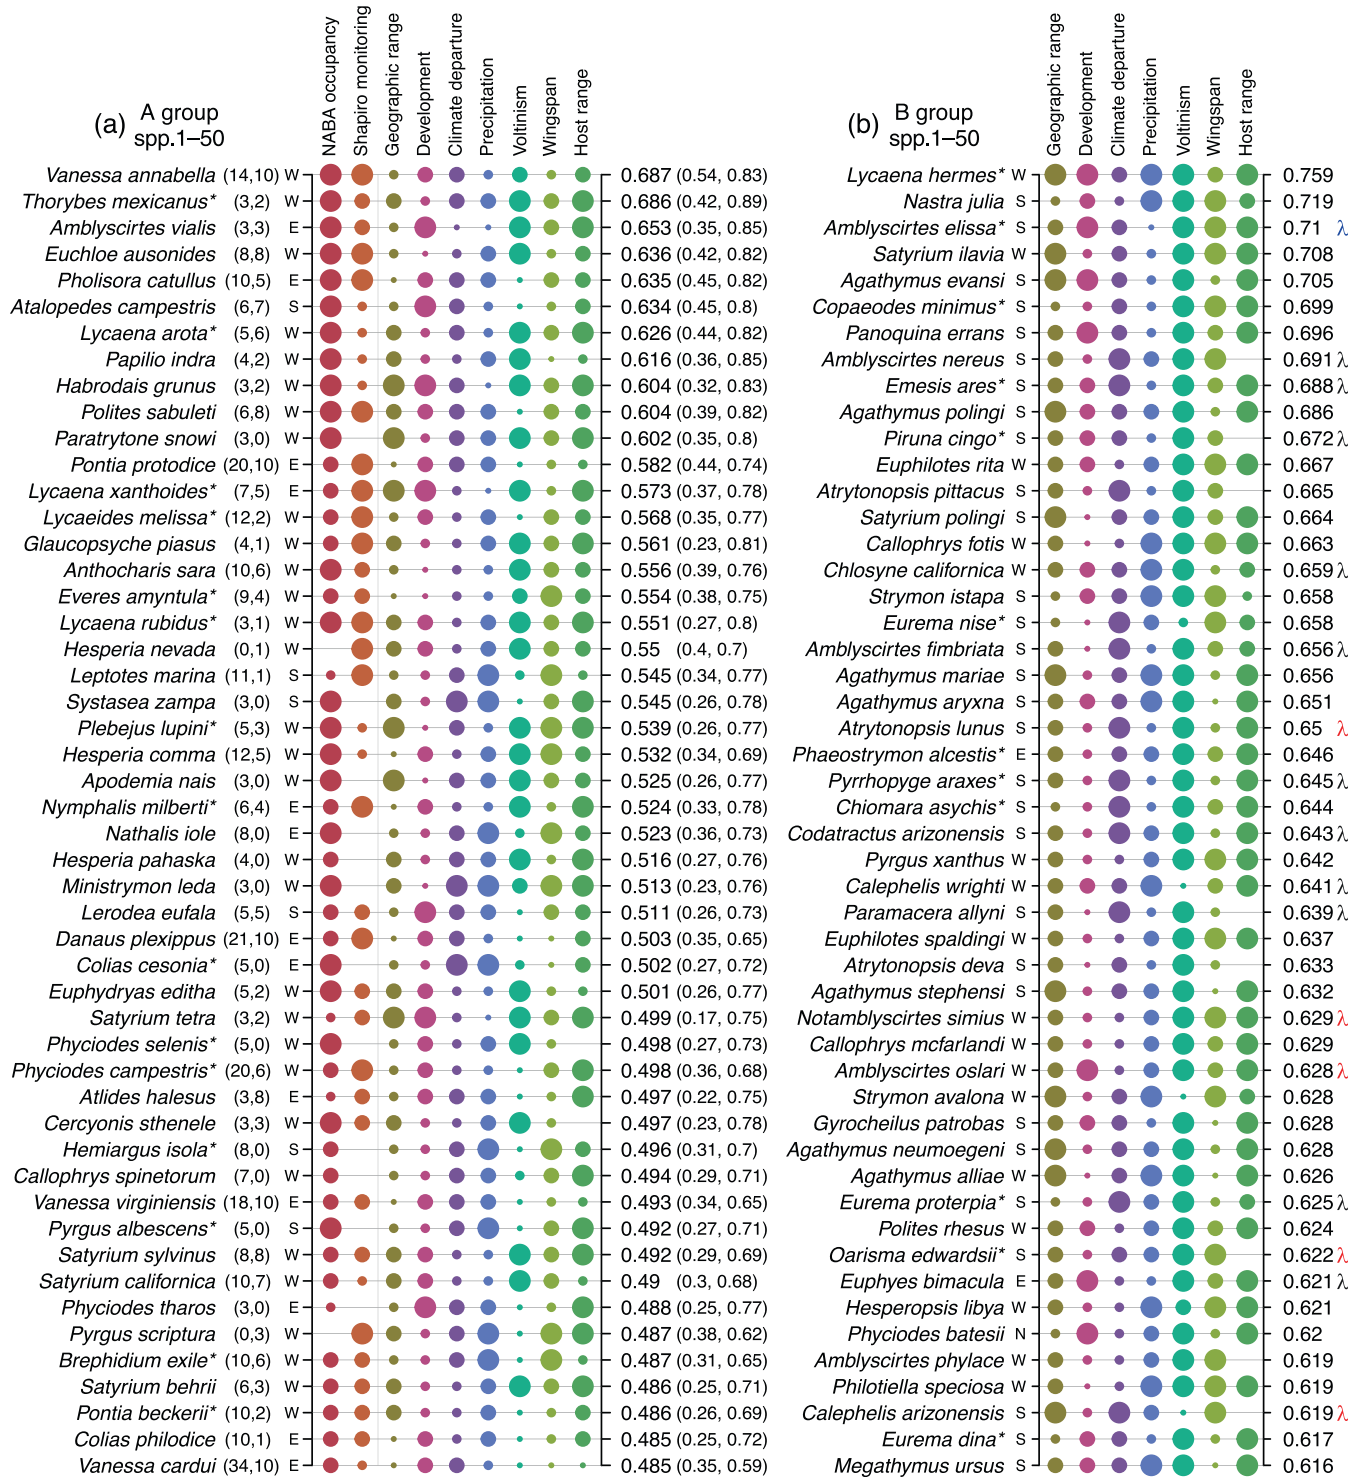 NABA occupancy
Shapiro monitoring
Geographic range
Development
Climate departure
Precipitation
Voltinism
Wingspan
Host range
(a) A group
spp.1–50
Vanessa annabella (14,10) W 0.687 (0.54, 0.83)
Thorybes mexicanus* (3,2) W 0.686 (0.42, 0.89)
Amblyscirtes vialis (3,3) E 0.653 (0.35, 0.85)
Euchloe ausonides (8,8) W 0.636 (0.42, 0.82)
Pholisora catullus (10,5) E 0.635 (0.45, 0.82)
Atalopedes campestris (6,7) S 0.634 (0.45, 0.8)
Lycaena arota* (5,6) W 0.626 (0.44, 0.82)
Papilio indra (4,2) W 0.616 (0.36, 0.85)
Habrodais grunus (3,2) W 0.604 (0.32, 0.83)
Polites sabuleti (6,8) W 0.604 (0.39, 0.82)
Paratrytone snowi (3,0) W 0.602 (0.35, 0.8)
Pontia protodice (20,10) E 0.582 (0.44, 0.74)
Lycaena xanthoides* (7,5) E 0.573 (0.37, 0.78)
Lycaeides melissa* (12,2) W 0.568 (0.35, 0.77)
Glaucopsyche piasus (4,1) W 0.561 (0.23, 0.81)
Anthocharis sara (10,6) W 0.556 (0.39, 0.76)
Everes amyntula* (9,4) W 0.554 (0.38, 0.75)
Lycaena rubidus* (3,1) W 0.551 (0.27, 0.8)
Hesperia nevada (0,1) W 0.55 (0.4, 0.7)
Leptotes marina (11,1) S 0.545 (0.34, 0.77)
Systasea zampa (3,0) S 0.545 (0.26, 0.78)
Plebejus lupini* (5,3) W 0.539 (0.26, 0.77)
Hesperia comma (12,5) W 0.532 (0.34, 0.69)
Apodemia nais (3,0) W 0.525 (0.26, 0.77)
Nymphalis milberti* (6,4) E 0.524 (0.33, 0.78)
Nathalis iole (8,0) E 0.523 (0.36, 0.73)
Hesperia pahaska (4,0) W 0.516 (0.27, 0.76)
Ministrymon leda (3,0) W 0.513 (0.23, 0.76)
Lerodea eufala (5,5) S 0.511 (0.26, 0.73)
Danaus plexippus (21,10) E 0.503 (0.35, 0.65)
Colias cesonia* (5,0) E 0.502 (0.27, 0.72)
Euphydryas editha (5,2) W 0.501 (0.26, 0.77)
Satyrium tetra (3,2) W 0.499 (0.17, 0.75)
Phyciodes selenis* (5,0) W 0.498 (0.27, 0.73)
Phyciodes campestris* (20,6) W 0.498 (0.36, 0.68)
Atlides halesus (3,8) E 0.497 (0.22, 0.75)
Cercyonis sthenele (3,3) W 0.497 (0.23, 0.78)
Hemiargus isola* (8,0) S 0.496 (0.31, 0.7)
Callophrys spinetorum (7,0) W 0.494 (0.29, 0.71)
Vanessa virginiensis (18,10) E 0.493 (0.34, 0.65)
Pyrgus albescens* (5,0) S 0.492 (0.27, 0.71)
Satyrium sylvinus (8,8) W 0.492 (0.29, 0.69)
Satyrium californica (10,7) W 0.49 (0.3, 0.68)
Phyciodes tharos (3,0) E 0.488 (0.25, 0.77)
Pyrgus scriptura (0,3) W 0.487 (0.38, 0.62)
Brephidium exile* (10,6) W 0.487 (0.31, 0.65)
Satyrium behrii (6,3) W 0.486 (0.25, 0.71)
Pontia beckerii* (10,2) W 0.486 (0.26, 0.69)
Colias philodice (10,1) E 0.485 (0.25, 0.72)
Vanessa cardui (34,10) E 0.485 (0.35, 0.59)
Geographic range
Development
Climate departure
Precipitation
Voltinism
Wingspan
Host range
(b) B group
spp.1–50
Lycaena hermes* W 0.759
Nastra julia S 0.719
Amblyscirtes elissa* S 0.71 λ
Satyrium ilavia W 0.708
Agathymus evansi S 0.705
Copaeodes minimus* S 0.699
Panoquina errans S 0.696
Amblyscirtes nereus S 0.691 λ
Emesis ares* S 0.688 λ
Agathymus polingi S 0.686
Piruna cingo* S 0.672 λ
Euphilotes rita W 0.667
Atrytonopsis pittacus S 0.665
Satyrium polingi S 0.664
Callophrys fotis W 0.663
Chlosyne californica W 0.659 λ
Strymon istapa S 0.658
Eurema nise* S 0.658
Amblyscirtes fimbriata S 0.656 λ
Agathymus mariae S 0.656
Agathymus aryxna S 0.651
Atrytonopsis lunus S 0.65 λ
Phaeostrymon alcestis* E 0.646
Pyrrhopyge araxes* S 0.645 λ
Chiomara asychis* S 0.644
Codatractus arizonensis S 0.643 λ
Pyrgus xanthus W 0.642
Calephelis wrighti W 0.641 λ
Paramacera allyni S 0.639 λ
Euphilotes spaldingi W 0.637
Atrytonopsis deva S 0.633
Agathymus stephensi S 0.632
Notamblyscirtes simius W 0.629 λ
Callophrys mcfarlandi W 0.629
Amblyscirtes oslari W 0.628 λ
Strymon avalona W 0.628
Gyrocheilus patrobas S 0.628
Agathymus neumoegeni S 0.628
Agathymus alliae W 0.626
Eurema proterpia* S 0.625 λ
Polites rhesus W 0.624
Oarisma edwardsii* S 0.622 λ
Euphyes bimacula E 0.621 λ
Hesperopsis libya W 0.621
Phyciodes batesii N 0.62
Amblyscirtes phylace W 0.619
Philotiella speciosa W 0.619
Calephelis arizonensis S 0.619 λ
Eurema dina* S 0.617
Megathymus ursus S 0.616